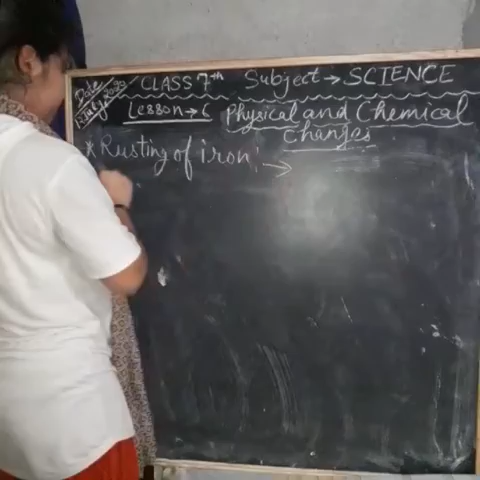 Date
CLASS 7th Subject → SCIENCE
Lesson → 6 Physical and Chemical
Changes
* Rusting of iron: →